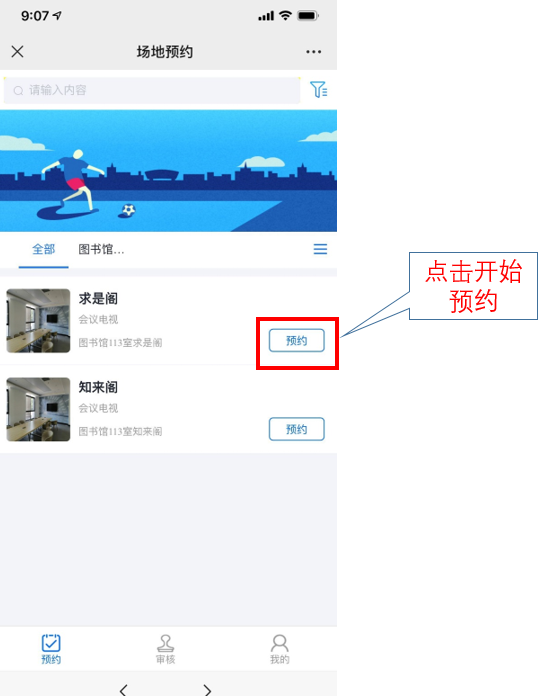 9:07
场地预约
请输入内容
全部
图书馆...
求是阁
会议电视
图书馆113室求是阁
预约
知来阁
会议电视
图书馆113室知来阁
预约
点击开始
预约
预约
审核
我的